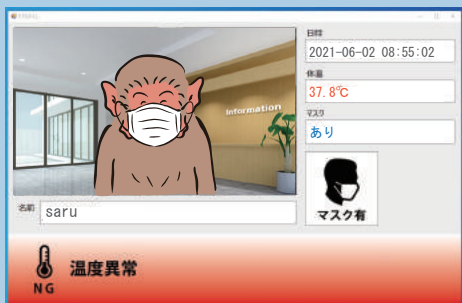 日時
2021-06-02 08:55:02
体温
37.8℃
マスク
あり
Information
マスク有
名前
saru
温度異常
NG